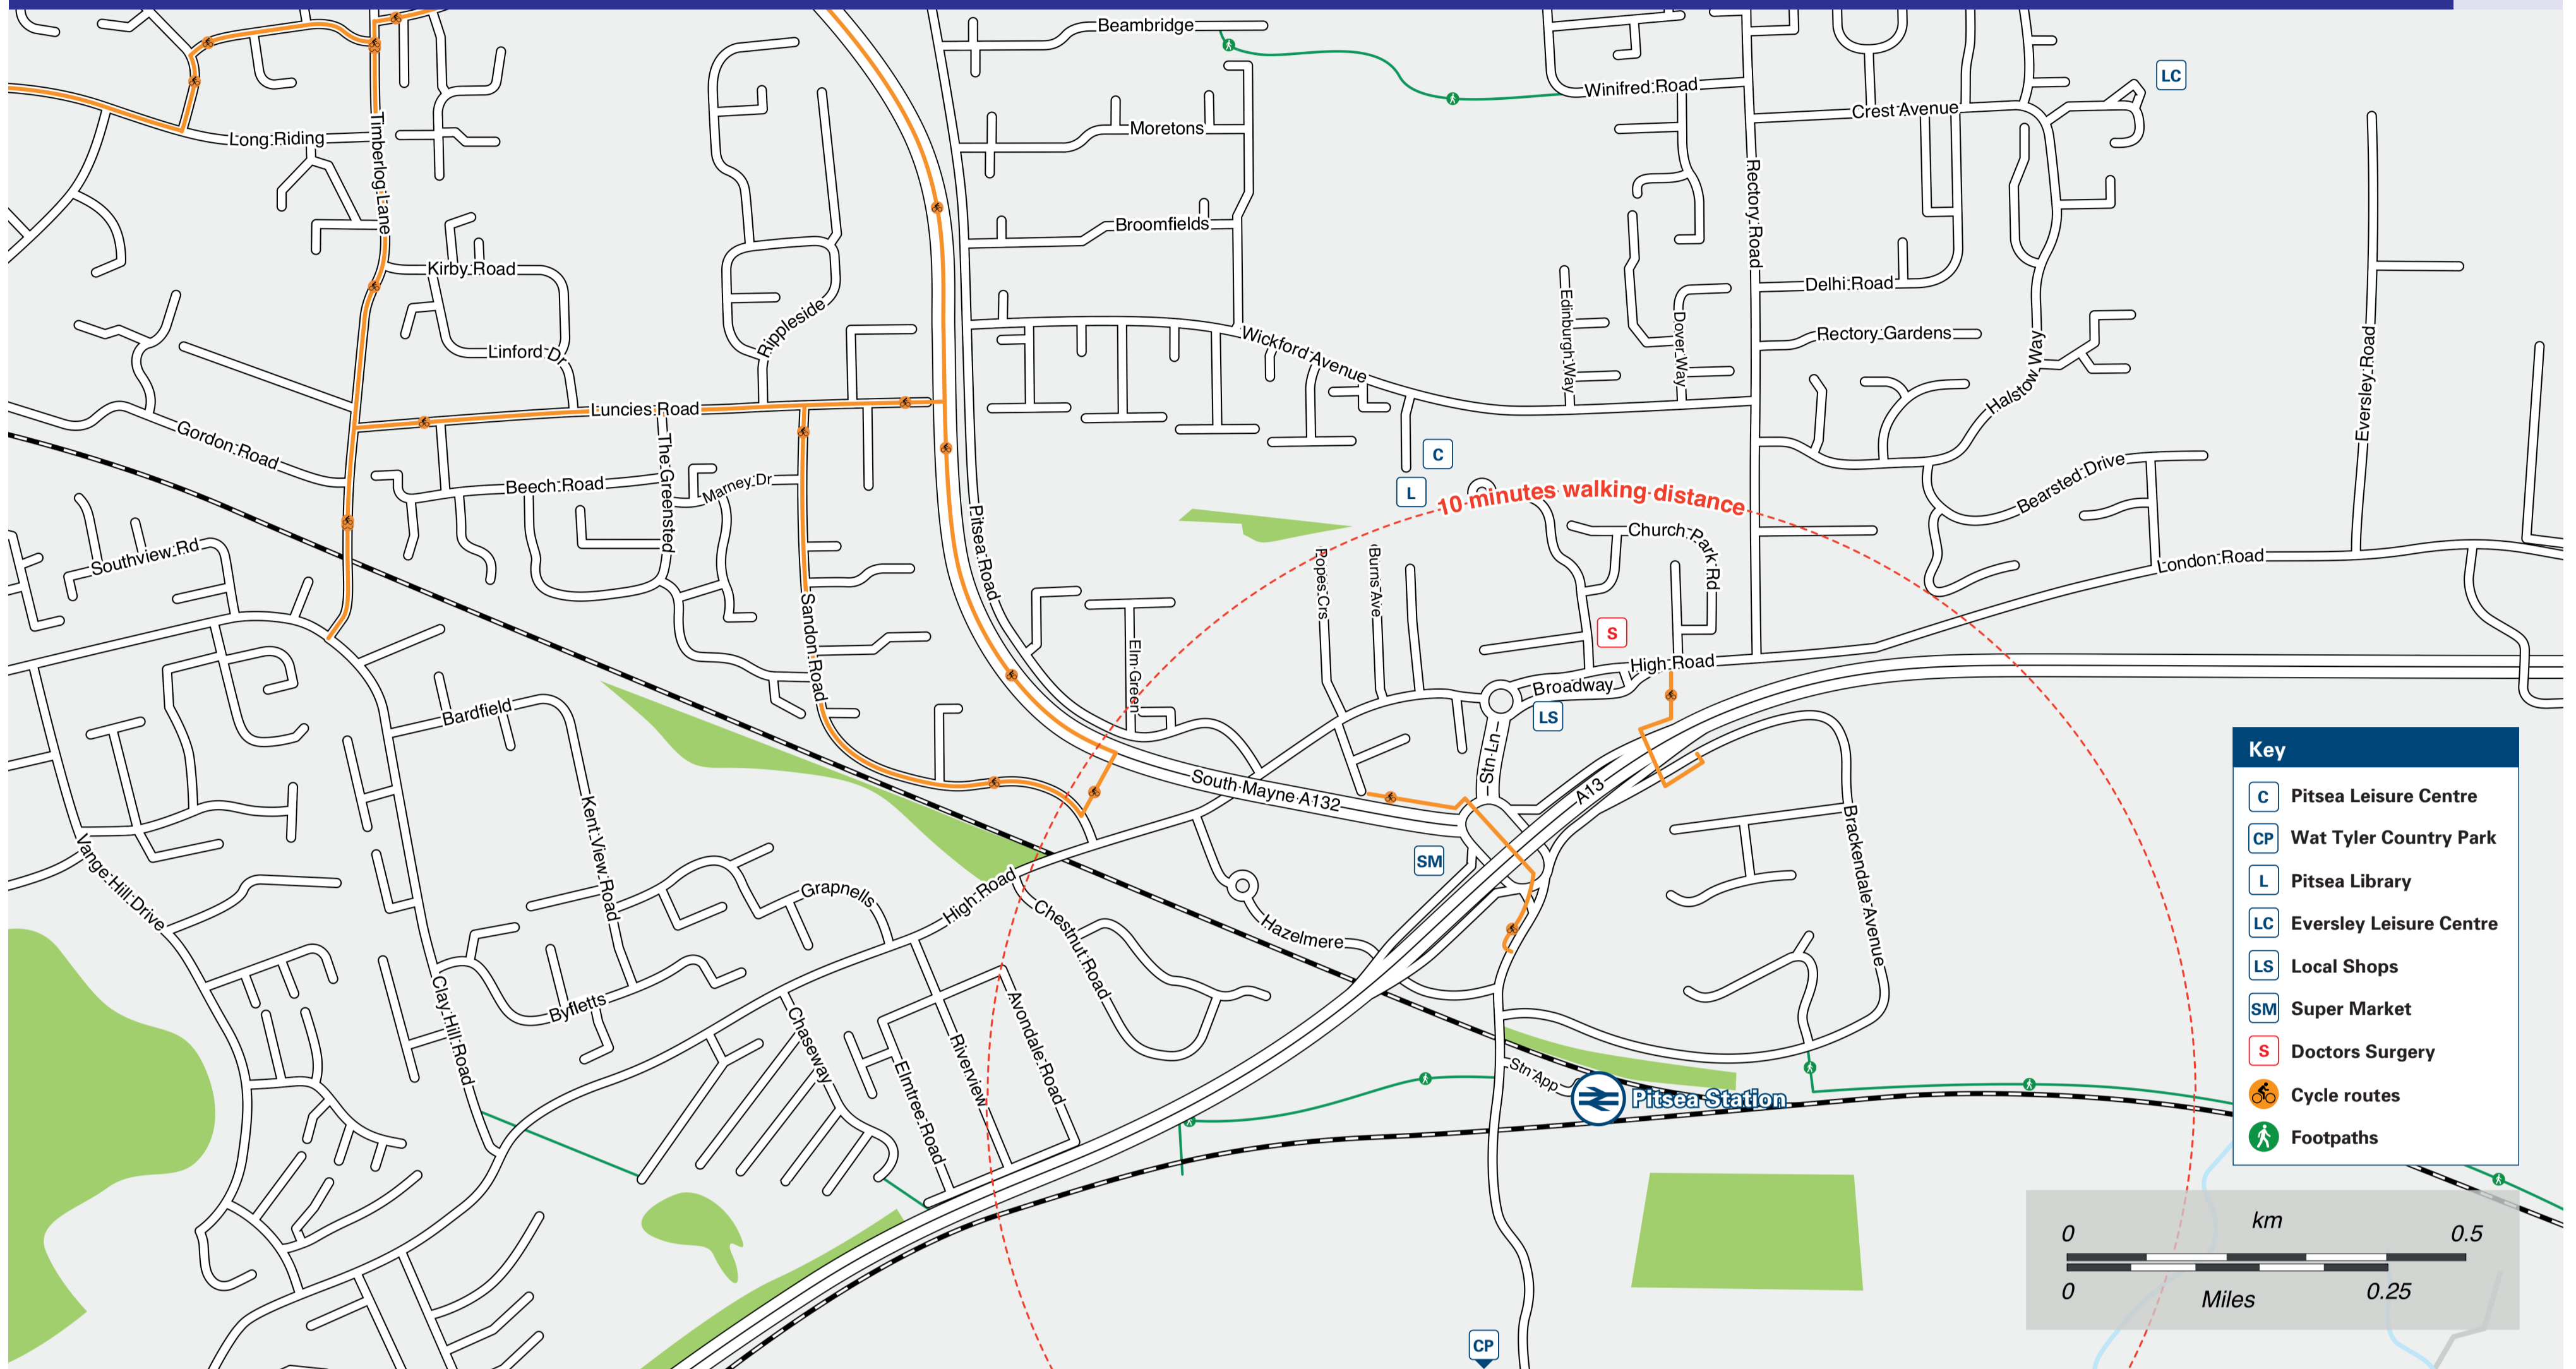 Beambridge
LC
Winifred Road
Crest Avenue
Timberlog Lane
Long Riding
Moretons
Rectory Road
Broomfields
Kirby Road
Delhi Road
Edinburgh Way
Dover Way
Rippleside
Linford Dr
Wickford Avenue
Rectory Gardens
Halstow Way
Eversley Road
Luncies Road
Gordon Road
The Greensted
Beech Road
Marney Dr
C
L
10 minutes walking distance
Bearsted Drive
Southview Rd
Pitsea Road
Popes Crs
Burns Ave
Church Park Rd
London Road
Sandon Road
Elm Green
S
High Road
Broadway
LS
Bardfield
Stn Ln
South Mayne A132
A13
Kent View Road
Brackendale Avenue
SM
Vange Hill Drive
Grapnells
High Road
Chestnut Road
Hazelmere
Clay Hill Road
Byfletts
Chaseway
Elmtree Road
Riverview
Avondale Road
Stn App
Pitsea Station
CP
Key
C Pitsea Leisure Centre
CP Wat Tyler Country Park
L Pitsea Library
LC Eversley Leisure Centre
LS Local Shops
SM Super Market
S Doctors Surgery
Cycle routes
Footpaths
km
0 0.5
0 0.25
Miles